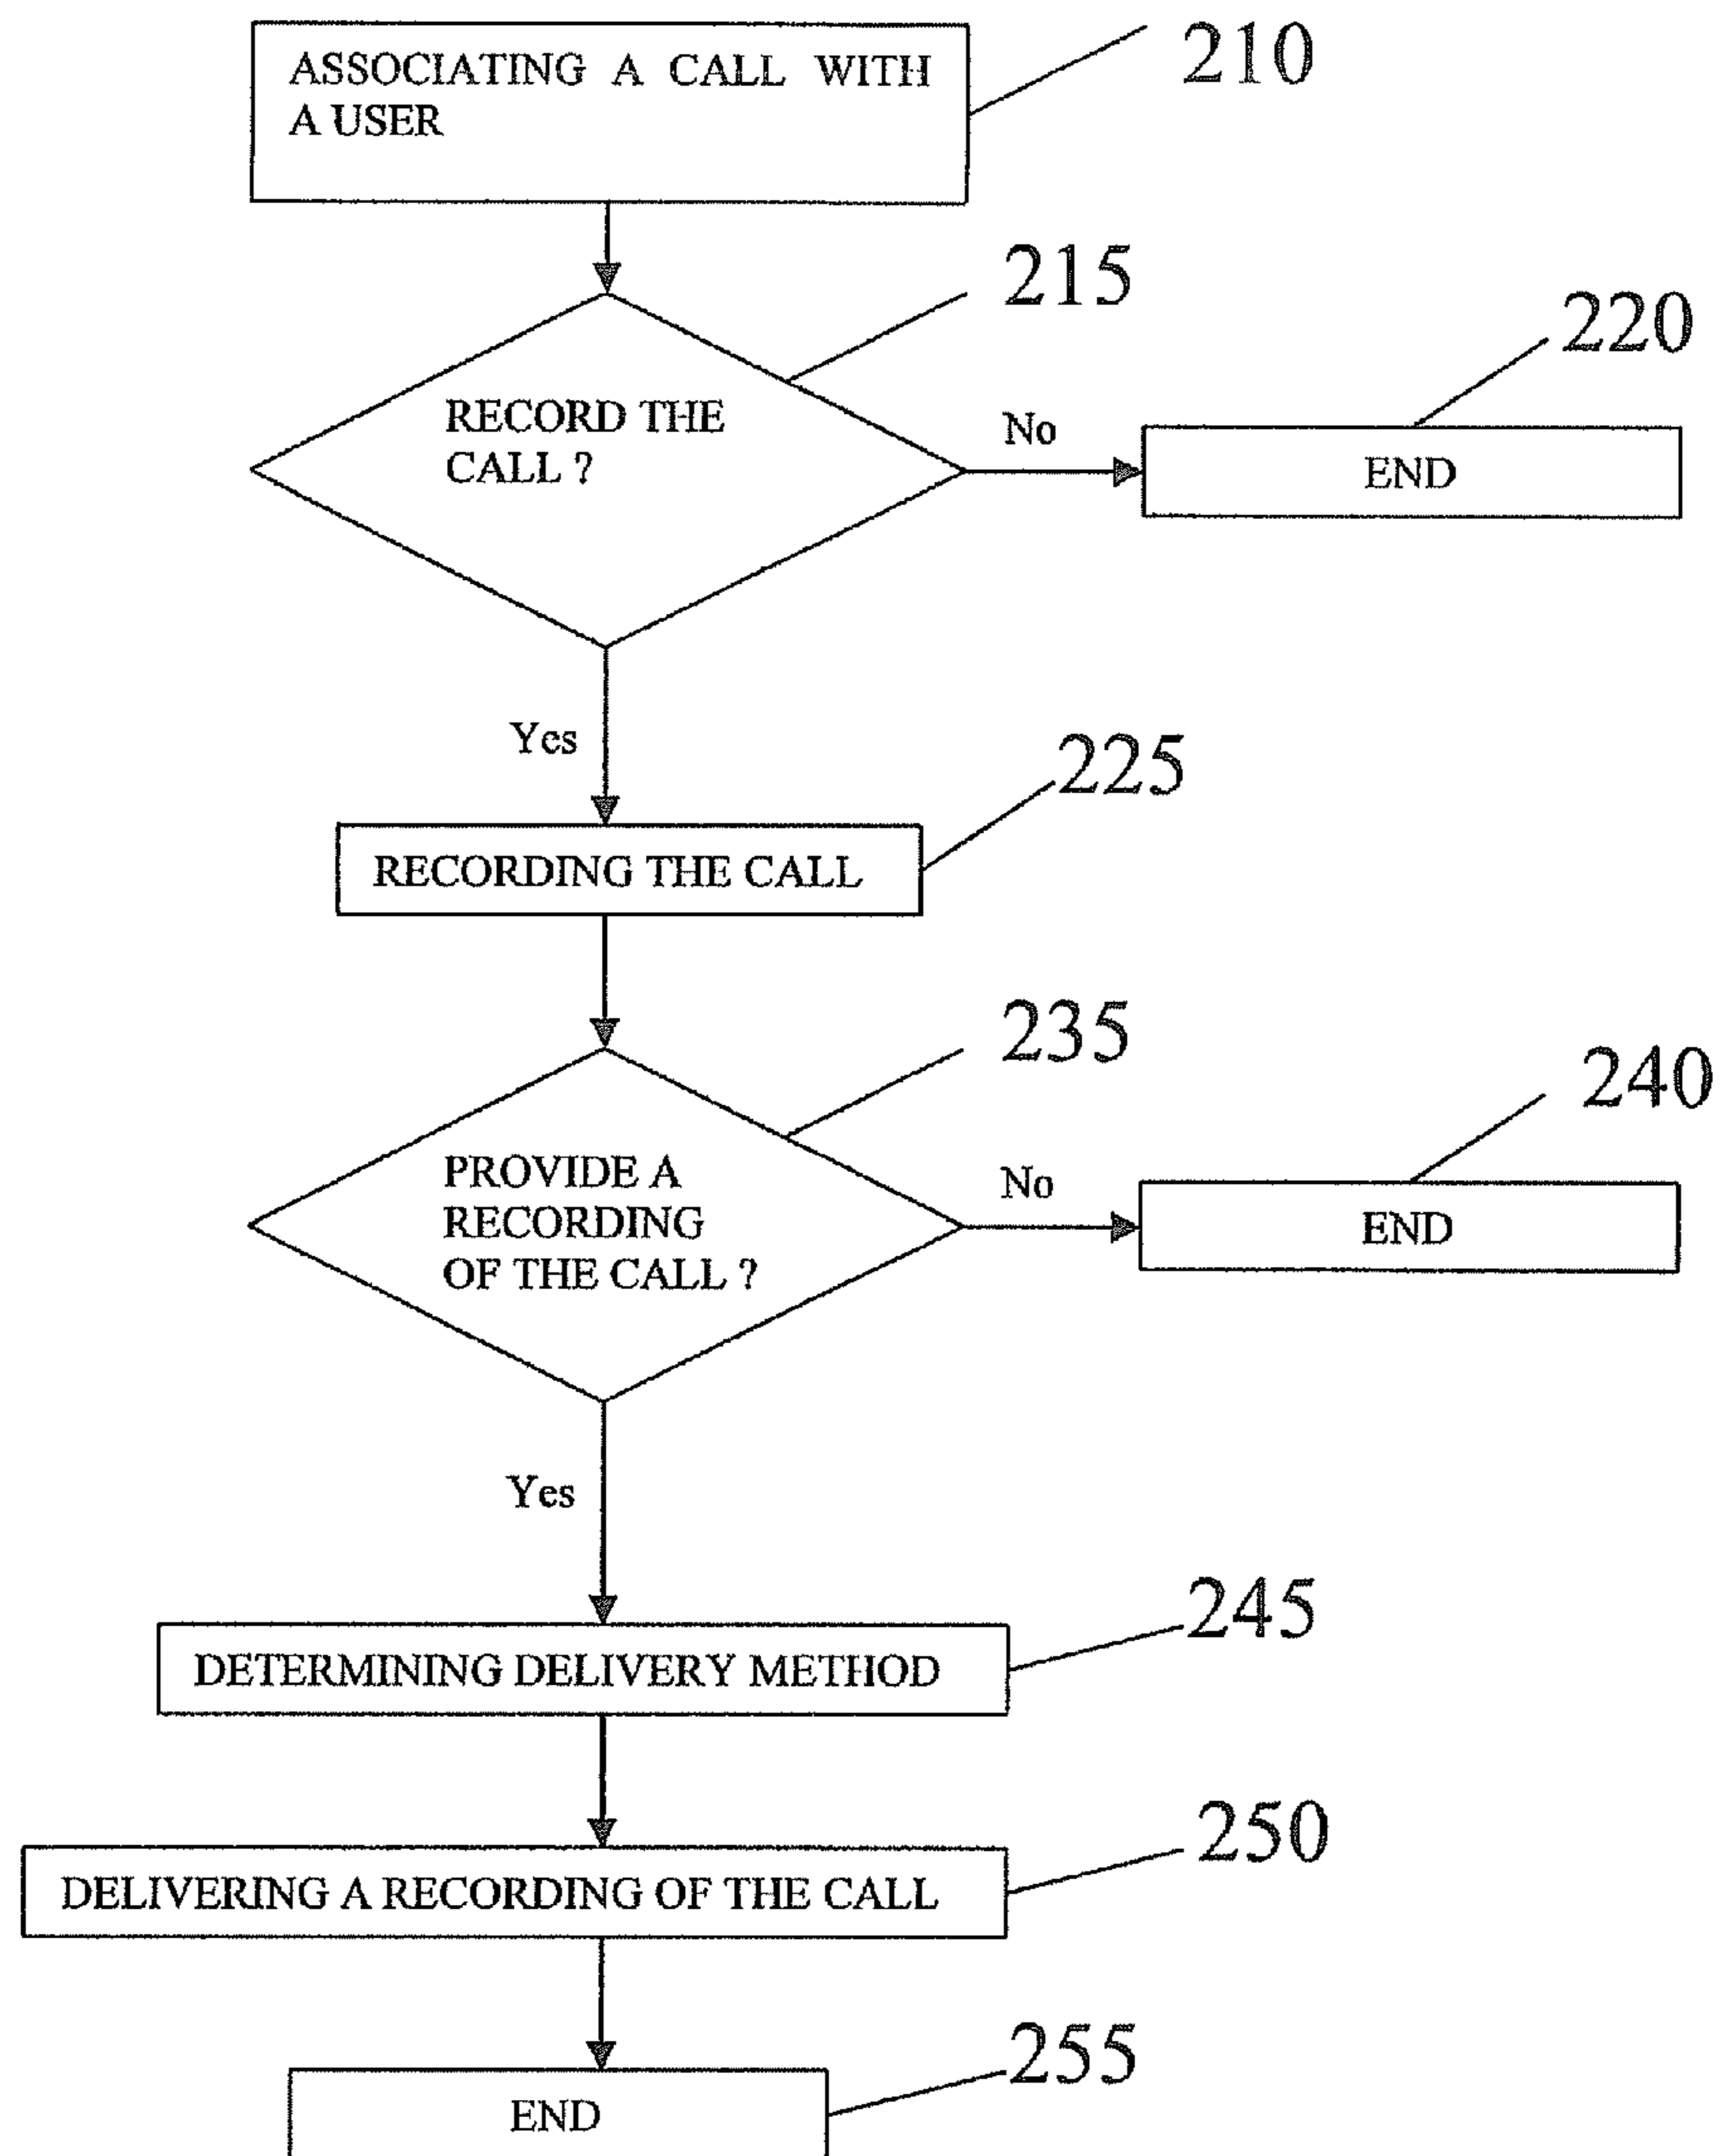 ASSOCIATING A CALL WITH
A USER
210
215
RECORD THE
CALL ?
No
220
END
Yes
225
RECORDING THE CALL
235
PROVIDE A
RECORDING
OF THE CALL ?
No
240
END
Yes
245
DETERMINING DELIVERY METHOD
250
DELIVERING A RECORDING OF THE CALL
255
END